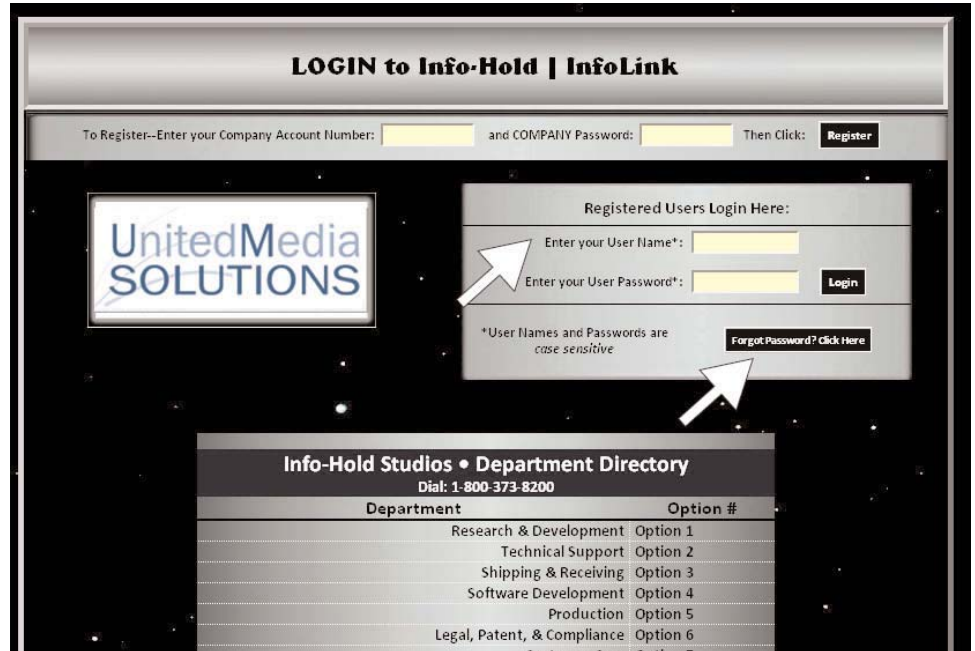 LOGIN to Info-Hold | InfoLink
To Register--Enter your Company Account Number: and COMPANY Password: Then Click: Register
UnitedMedia
SOLUTIONS
Registered Users Login Here:
Enter your User Name*:
Enter your User Password*: Login
*User Names and Passwords are
case sensitive
Forgot Password? Click Here
Info-Hold Studios • Department Directory
Dial: 1-800-373-8200
Department Option #
Research & Development Option 1
Technical Support Option 2
Shipping & Receiving Option 3
Software Development Option 4
Production Option 5
Legal, Patent, & Compliance Option 6